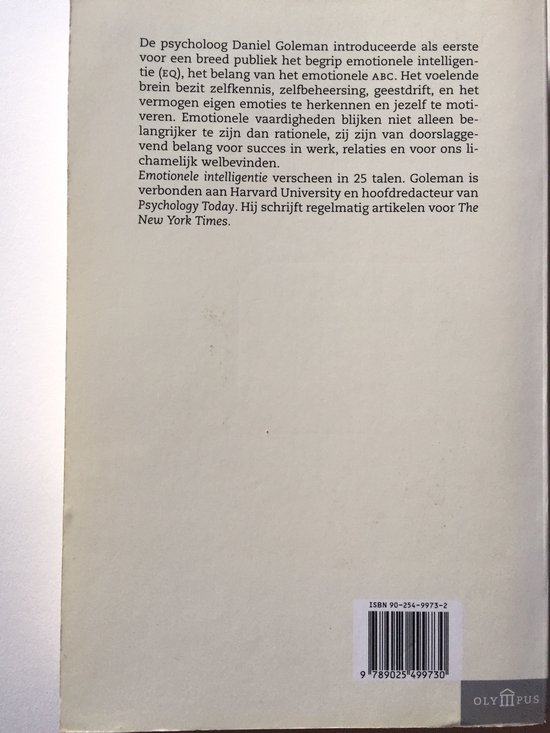 De psycholoog Daniel Goleman introduceerde als eerste
voor een breed publiek het begrip emotionele intelligen-
tie (EQ), het belang van het emotionele ABC. Het voelende
brein bezit zelfkennis, zelfbeheersing, geestdrift, en het
vermogen eigen emoties te herkennen en jezelf te moti-
veren. Emotionele vaardigheden blijken niet alleen be-
langrijker te zijn dan rationele, zij zijn van doorslagge-
vend belang voor succes in werk, relaties en voor ons li-
chamelijk welbevinden.
Emotionele intelligentie verscheen in 25 talen. Goleman is
verbonden aan Harvard University en hoofdredacteur van
Psychology Today. Hij schrijft regelmatig artikelen voor The
New York Times.
ISBN 90-254-9973-2
9 789025 499730
OLYMPUS